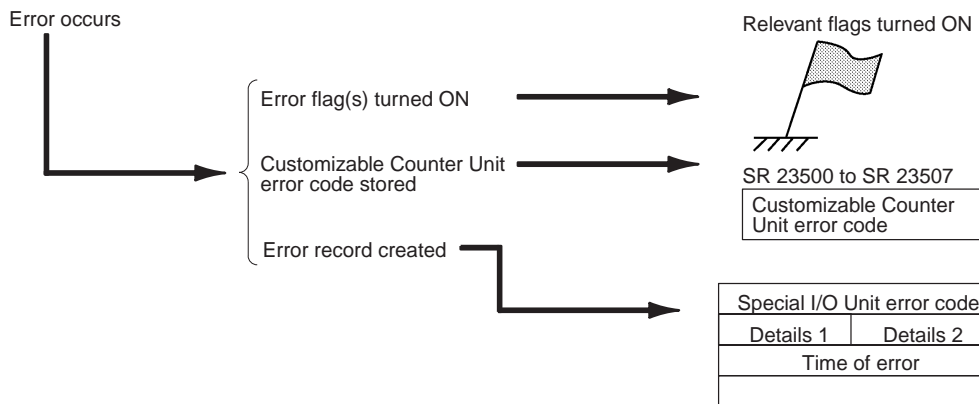 Error occurs
Relevant flags turned ON
Error flag(s) turned ON
Customizable Counter Unit
error code stored
SR 23500 to SR 23507
Customizable Counter
Unit error code
Error record created
Special I/O Unit error code
Details 1 Details 2
Time of error